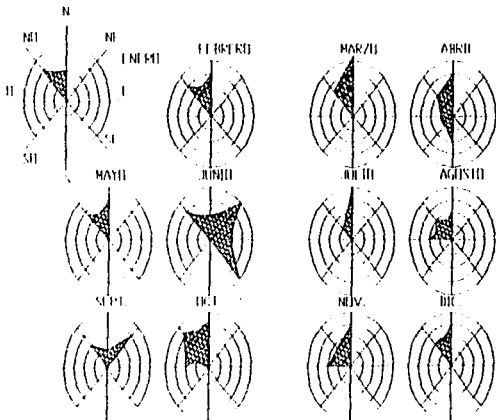 N
NO NE
ENERO
O E
SO SE
FEBRERO
MARZO
ABRIL
MAYO
JUNIO
JULIO
AGOSTO
SEPT.
OCT
NOV.
DIC